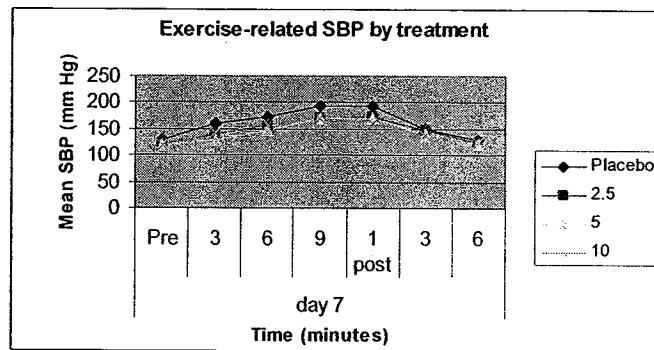 Exercise-related SBP by treatment
Mean SBP (mm Hg)
250
200
150
100
50
0
Pre 3 6 9 1 3 6
post
day 7
Time (minutes)
Placebo
2.5
5
10